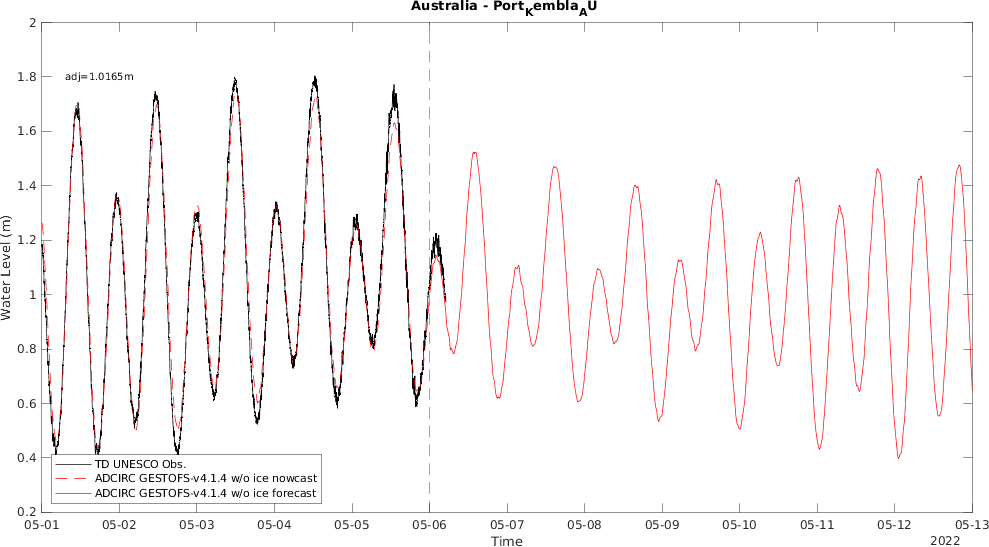 Australia - Port_Kembla_AU
2
1.8
1.6
1.4
1.2
1
0.8
0.6
0.4
0.2
Water Level (m)
adj=1.0165m
TD UNESCO Obs.
ADCIRC GESTOFS-v4.1.4 w/o ice nowcast
ADCIRC GESTOFS-v4.1.4 w/o ice forecast
05-01 05-02 05-03 05-04 05-05 05-06 05-07 05-08 05-09 05-10 05-11 05-12 05-13
Time
2022